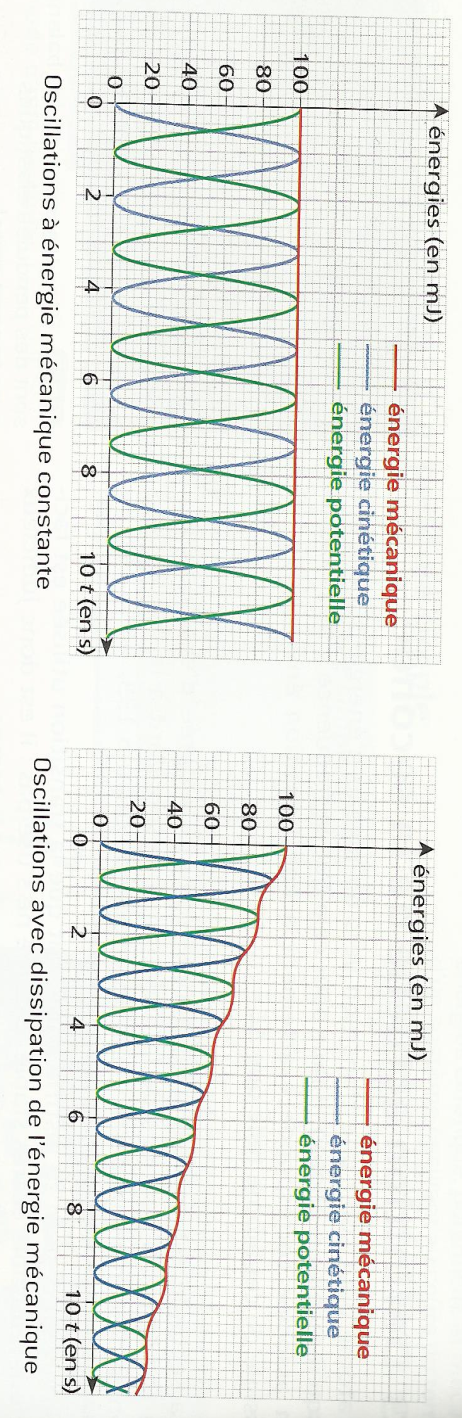 énergies (en mJ)
énergie mécanique
énergie cinétique
énergie potentielle
100
80
60
40
20
0
0 2 4 6 8 10 t (en s)
Oscillations à énergie mécanique constante
énergies (en mJ)
énergie mécanique
énergie cinétique
énergie potentielle
100
80
60
40
20
0
0 2 4 6 8 10 t (en s)
Oscillations avec dissipation de l'énergie mécanique